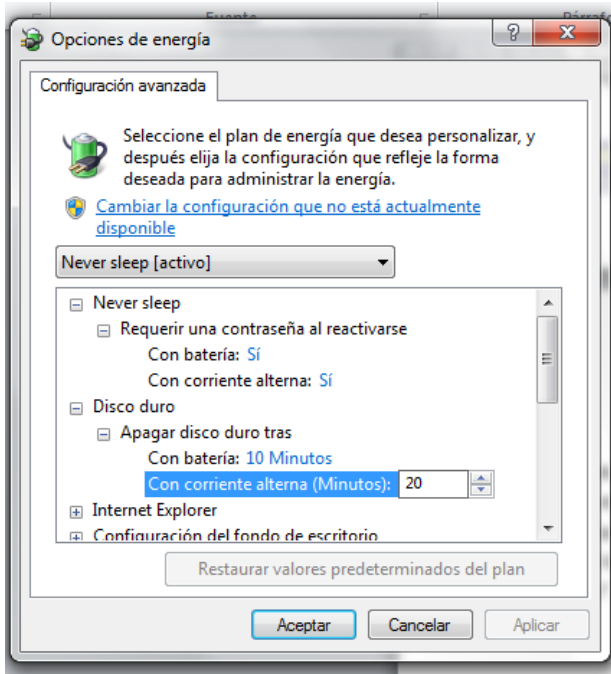 Fuente
Párrafo
Opciones de energía
Configuración avanzada
Seleccione el plan de energía que desea personalizar, y
después elija la configuración que refleje la forma
deseada para administrar la energía.
Cambiar la configuración que no está actualmente
disponible
Never sleep [activo]
Never sleep
Requerir una contraseña al reactivarse
Con batería: Sí
Con corriente alterna: Sí
Disco duro
Apagar disco duro tras
Con batería: 10 Minutos
Con corriente alterna (Minutos): 20
Internet Explorer
Configuración del fondo de escritorio
Restaurar valores predeterminados del plan
Aceptar Cancelar Aplicar